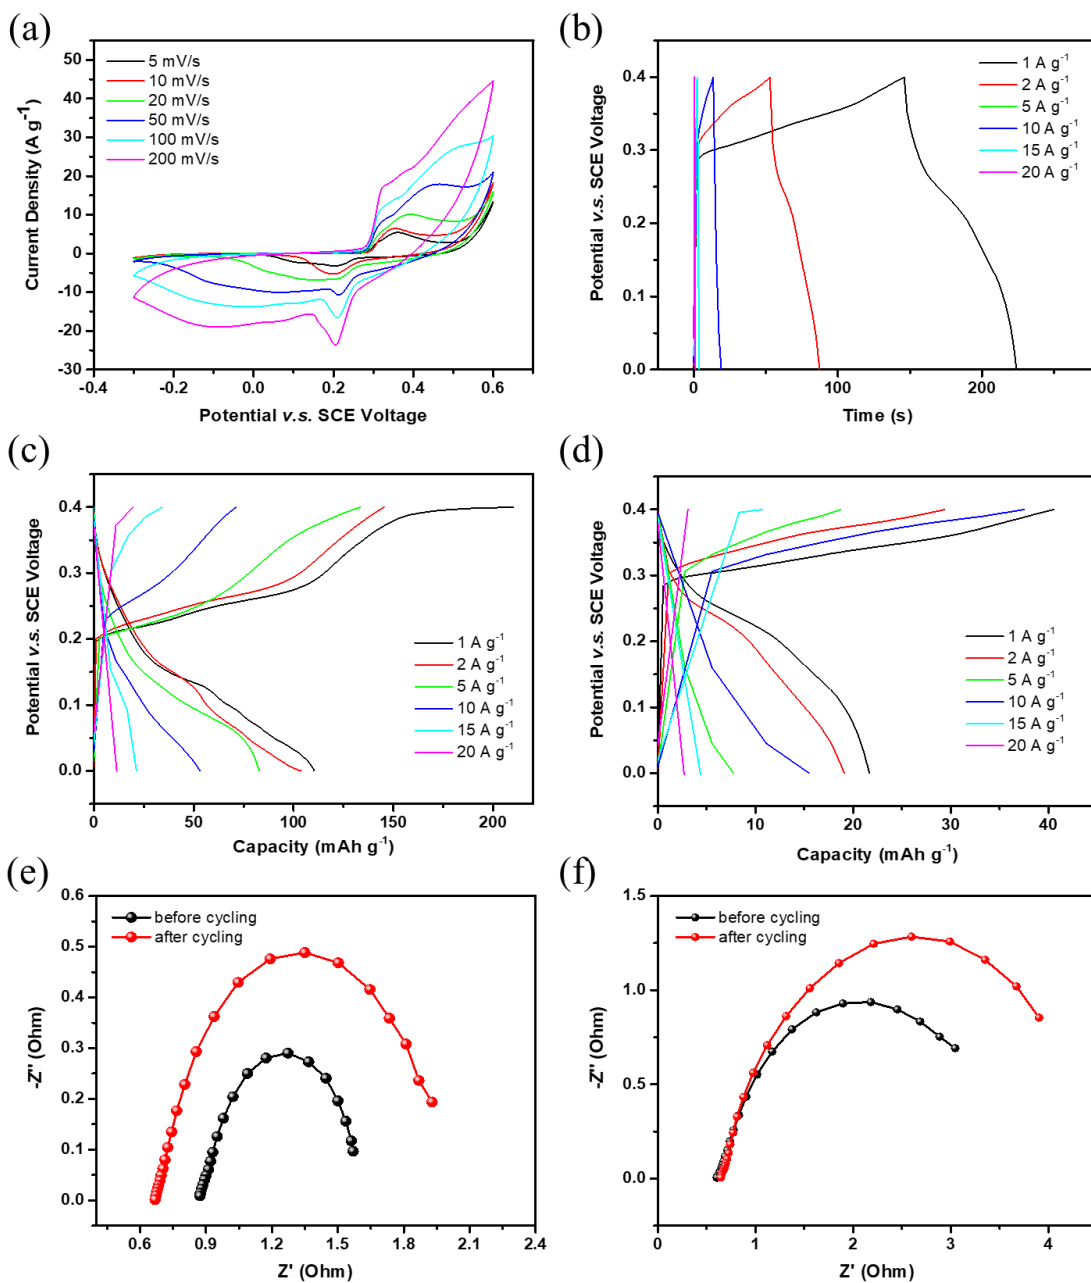 (a)
50
40
30
20
10
0
-10
-20
-30
Current Density (A g-1)
5 mV/s
10 mV/s
20 mV/s
50 mV/s
100 mV/s
200 mV/s
-0.4 -0.2 0.0 0.2 0.4 0.6
Potential v.s. SCE Voltage
(b)
0.4
0.3
0.2
0.1
0.0
Potential v.s. SCE Voltage
1 A g-1
2 A g-1
5 A g-1
10 A g-1
15 A g-1
20 A g-1
0 100 200
Time (s)
(c)
0.4
0.3
0.2
0.1
0.0
Potential v.s. SCE Voltage
1 A g-1
2 A g-1
5 A g-1
10 A g-1
15 A g-1
20 A g-1
0 50 100 150 200
Capacity (mAh g-1)
(d)
0.4
0.3
0.2
0.1
0.0
Potential v.s. SCE Voltage
1 A g-1
2 A g-1
5 A g-1
10 A g-1
15 A g-1
20 A g-1
0 10 20 30 40
Capacity (mAh g-1)
(e)
0.6
0.5
0.4
0.3
0.2
0.1
0.0
-Z'' (Ohm)
before cycling
after cycling
0.6 0.9 1.2 1.5 1.8 2.1 2.4
Z' (Ohm)
(f)
1.5
1.0
0.5
0.0
-Z'' (Ohm)
before cycling
after cycling
0 1 2 3 4
Z' (Ohm)